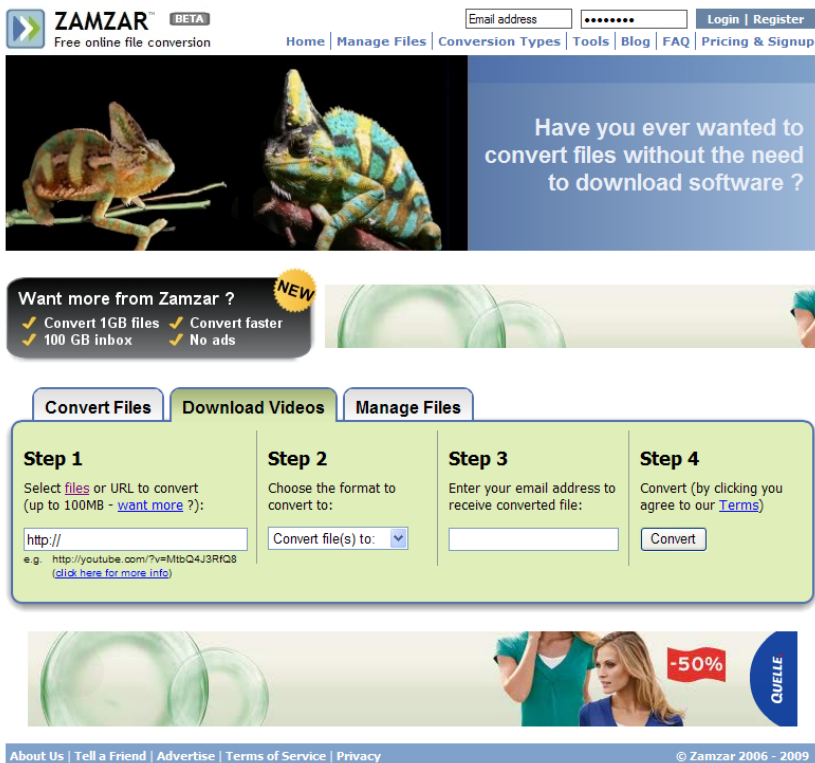 ZAMZAR BETA
Free online file conversion
Email address
Login | Register
Home | Manage Files | Conversion Types | Tools | Blog | FAQ | Pricing & Signup
Have you ever wanted to
convert files without the need
to download software ?
Want more from Zamzar ?
NEW
Convert 1GB files Convert faster
100 GB inbox No ads
Convert Files Download Videos Manage Files
Step 1
Select files or URL to convert
(up to 100MB - want more ?):
http://
e.g. http://youtube.com/?v=MtbQ4J3RfQ8
(click here for more info)
Step 2
Choose the format to
convert to:
Convert file(s) to:
Step 3
Enter your email address to
receive converted file:
Step 4
Convert (by clicking you
agree to our Terms)
Convert
-50%
QUELLE
About Us | Tell a Friend | Advertise | Terms of Service | Privacy
© Zamzar 2006 - 2009